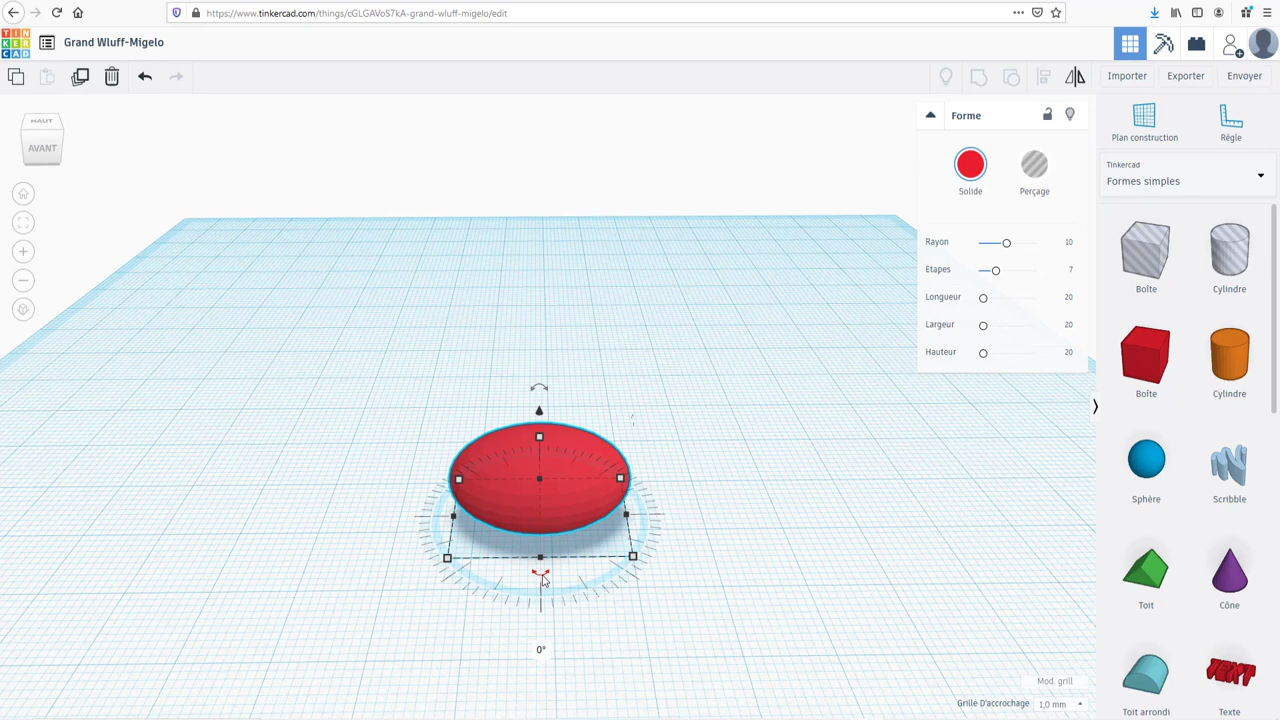 https://www.tinkercad.com/things/cGLGAVoS7kA-grand-wluff-migelo/edit
TIN
KER
CAD
Grand Wluff-Migelo
Importer
Exporter
Envoyer
HAUT
AVANT
Forme
Solide
Perçage
Rayon 10
Etapes 7
Longueur 20
Largeur 20
Hauteur 20
Plan construction
Règle
Tinkercad
Formes simples
Boîte
Cylindre
Boîte
Cylindre
Sphère
Scribble
Toit
Cône
TEXT
Toit arrondi
Texte
0°
Mod. grill
Grille D'accrochage 1,0 mm